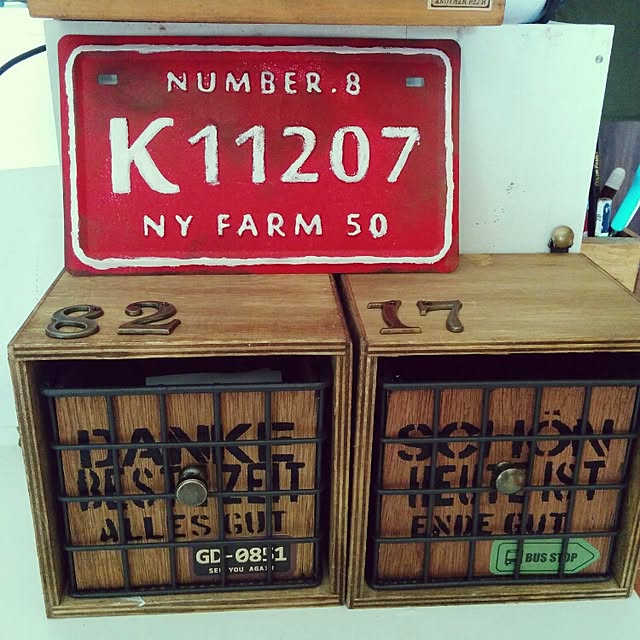 NUMBER.8
K11207
NY FARM 50
82
17
DANKE
BESTE ZEIT
ALLES GUT
GD-0851
SEE YOU AGAIN
SCHÖN
HEUTE IST
ENDE GUT
BUS STOP